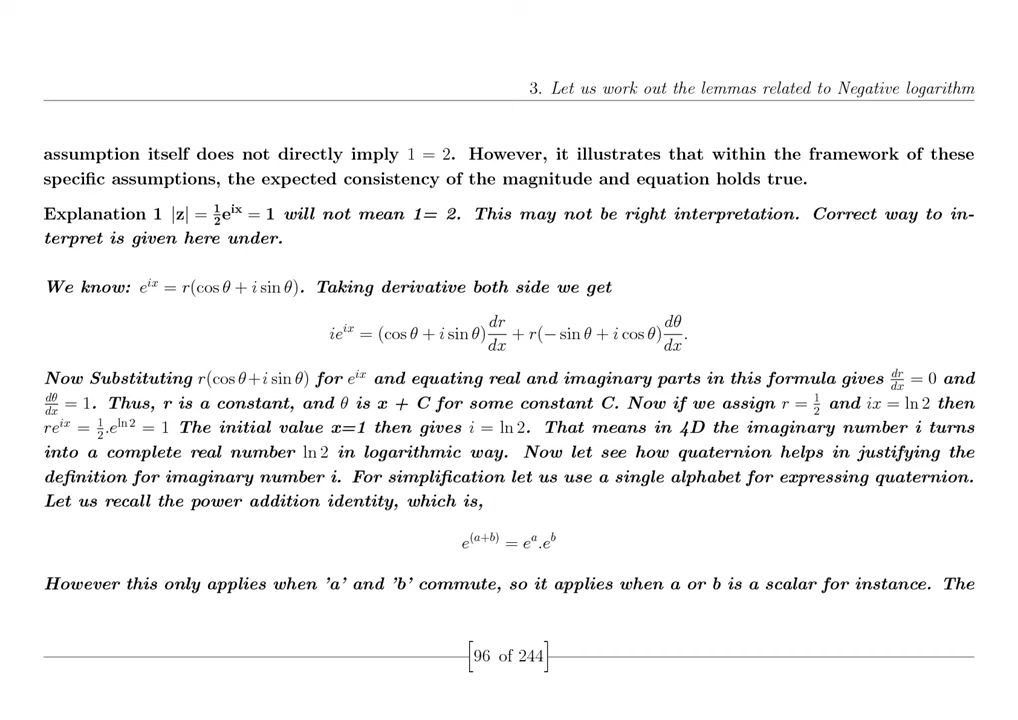 3. Let us work out the lemmas related to Negative logarithm
assumption itself does not directly imply 1 = 2. However, it illustrates that within the framework of these
specific assumptions, the expected consistency of the magnitude and equation holds true.
Explanation 1 |z| = \frac{1}{2}e^{ix} = 1 will not mean 1= 2. This may not be right interpretation. Correct way to in-
terpret is given here under.
We know: e^{ix} = r(cos θ + i sin θ). Taking derivative both side we get
ie^{ix} = (cos θ + i sin θ)\frac{dr}{dx} + r(− sin θ + i cos θ)\frac{dθ}{dx}.
Now Substituting r(cos θ+i sin θ) for e^{ix} and equating real and imaginary parts in this formula gives \frac{dr}{dx} = 0 and
\frac{dθ}{dx} = 1. Thus, r is a constant, and θ is x + C for some constant C. Now if we assign r = \frac{1}{2} and ix = ln 2 then
re^{ix} = \frac{1}{2}.e^{ln 2} = 1 The initial value x=1 then gives i = ln 2. That means in 4D the imaginary number i turns
into a complete real number ln 2 in logarithmic way. Now let see how quaternion helps in justifying the
definition for imaginary number i. For simplification let us use a single alphabet for expressing quaternion.
Let us recall the power addition identity, which is,
e^{(a+b)} = e^{a}.e^{b}
However this only applies when 'a' and 'b' commute, so it applies when a or b is a scalar for instance. The
[96 of 244]